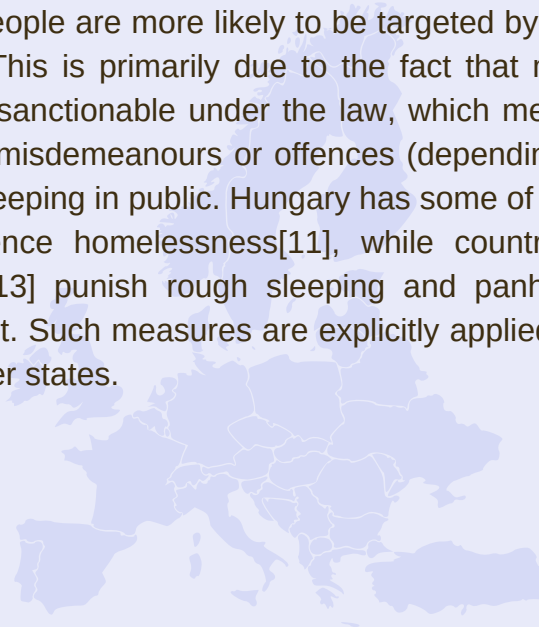 eople are more likely to be targeted by
This is primarily due to the fact that
sanctionable under the law, which me
misdemeanours or offences (dependin
eeping in public. Hungary has some of
ence homelessness[11], while countr
13] punish rough sleeping and panh
t. Such measures are explicitly applied
er states.